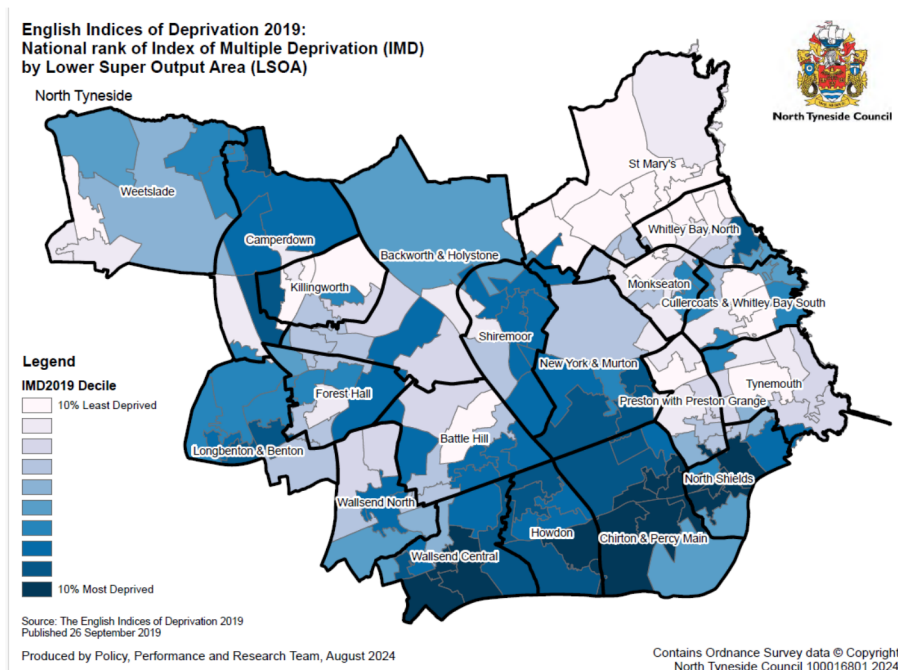 English Indices of Deprivation 2019:
National rank of Index of Multiple Deprivation (IMD)
by Lower Super Output Area (LSOA)
North Tyneside
North Tyneside Council
St Mary's
Weetslade
Whitley Bay North
Camperdown
Backworth & Holystone
Killingworth
Monkseaton
Cullercoats & Whitley Bay South
Shiremoor
New York & Murton
Legend
IMD2019 Decile
10% Least Deprived
Forest Hall
Tynemouth
Preston with Preston Grange
Battle Hill
Longbenton & Benton
North Shields
Wallsend North
Howdon
Chirton & Percy Main
Wallsend Central
10% Most Deprived
Source: The English Indices of Deprivation 2019
Published 26 September 2019
Produced by Policy, Performance and Research Team, August 2024
Contains Ordnance Survey data © Copyright
North Tyneside Council 100016801 2024